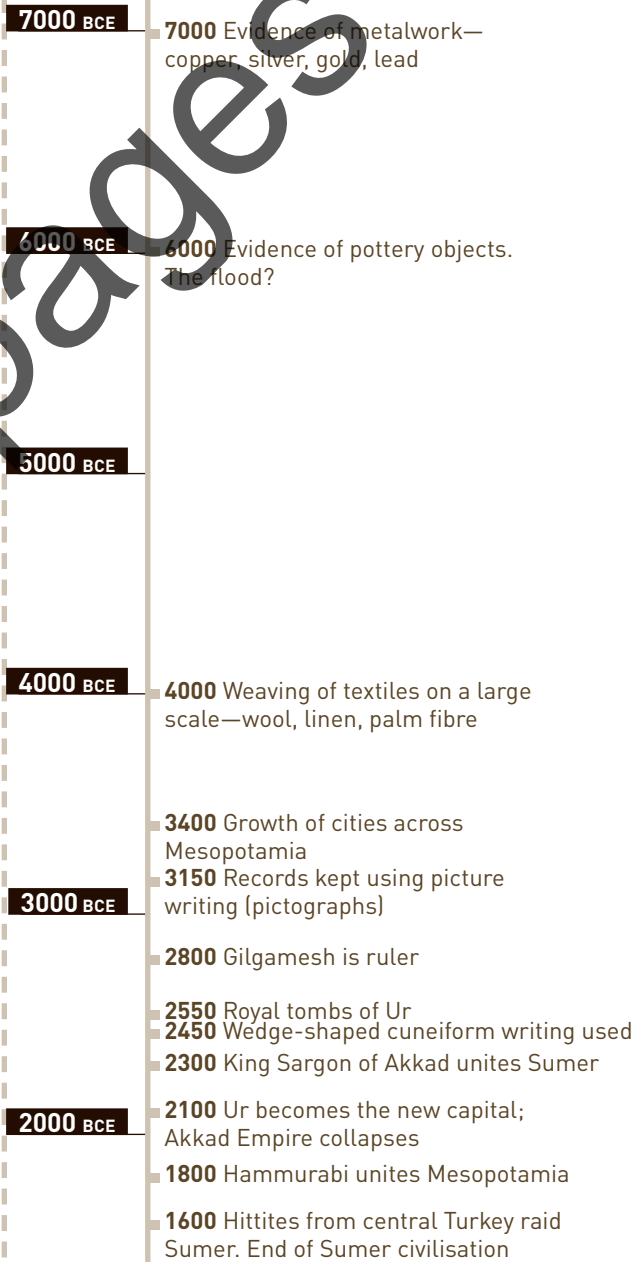 7000 BCE
7000 Evidence of metalwork—
copper, silver, gold, lead
6000 BCE
6000 Evidence of pottery objects.
The flood?
5000 BCE
4000 BCE
4000 Weaving of textiles on a large
scale—wool, linen, palm fibre
3400 Growth of cities across
Mesopotamia
3150 Records kept using picture
writing (pictographs)
3000 BCE
2800 Gilgamesh is ruler
2550 Royal tombs of Ur
2450 Wedge-shaped cuneiform writing used
2300 King Sargon of Akkad unites Sumer
2000 BCE
2100 Ur becomes the new capital;
Akkad Empire collapses
1800 Hammurabi unites Mesopotamia
1600 Hittites from central Turkey raid
Sumer. End of Sumer civilisation
pages